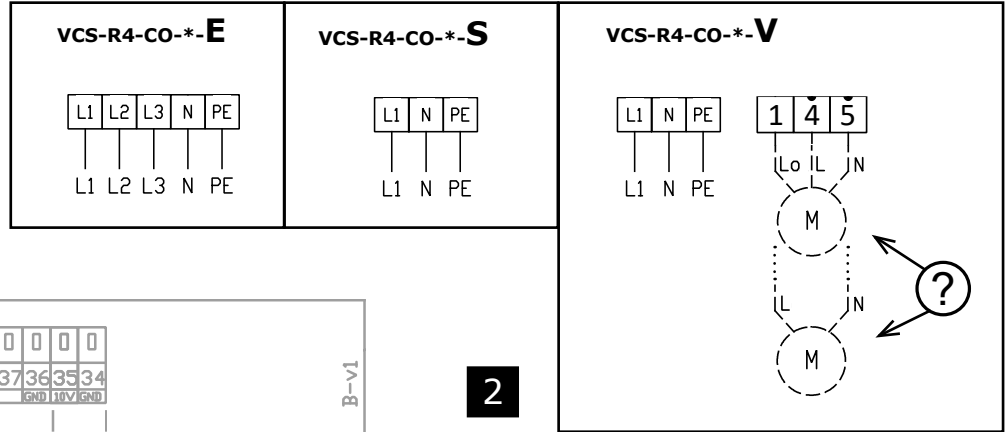 VCS-R4-CO-*-E
L1 L2 L3 N PE
L1 L2 L3 N PE
VCS-R4-CO-*-S
L1 N PE
L1 N PE
VCS-R4-CO-*-V
L1 N PE
L1 N PE
1 4 5
Lo L N
M
?
L N
M
37 36 35 34
GND 10V GND
B-v1
2